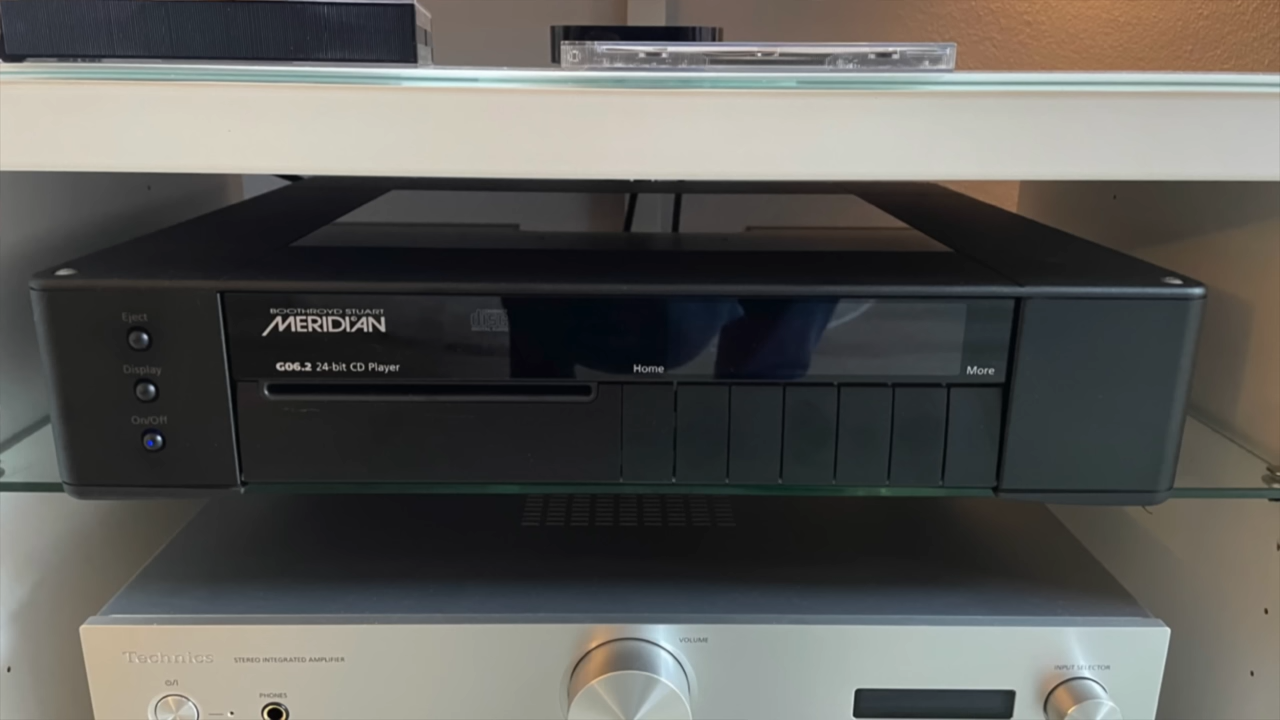 Eject
Display
On/Off
BOOTHROYD STUART
MERIDIAN
disc
G06.2 24-bit CD Player
Home
More
Technics
STEREO INTEGRATED AMPLIFIER
VOLUME
INPUT SELECTOR
PHONES